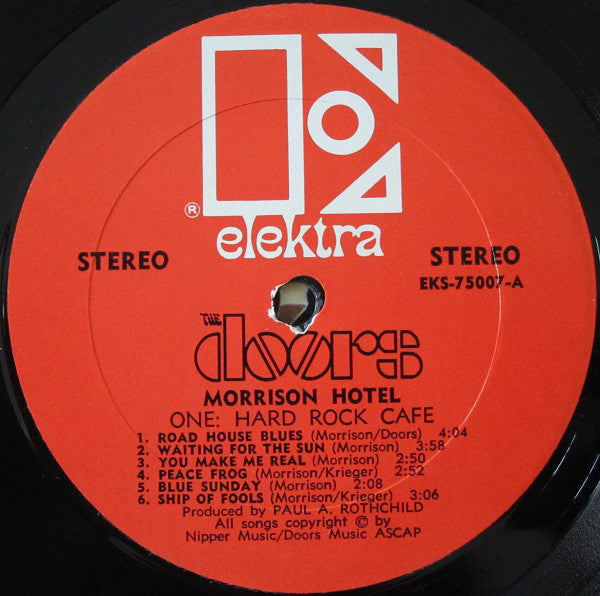 ®
elektra
STEREO STEREO
EKS-75007-A
THE
doors
MORRISON HOTEL
ONE: HARD ROCK CAFE
1. ROAD HOUSE BLUES (Morrison/Doors) 4:04
2. WAITING FOR THE SUN (Morrison) 3:58
3. YOU MAKE ME REAL (Morrison) 2:50
4. PEACE FROG (Morrison/Krieger) 2:52
5. BLUE SUNDAY (Morrison) 2:08
6. SHIP OF FOOLS (Morrison/Krieger) 3:06
Produced by PAUL A. ROTHCHILD
All songs copyright © by
Nipper Music/Doors Music ASCAP